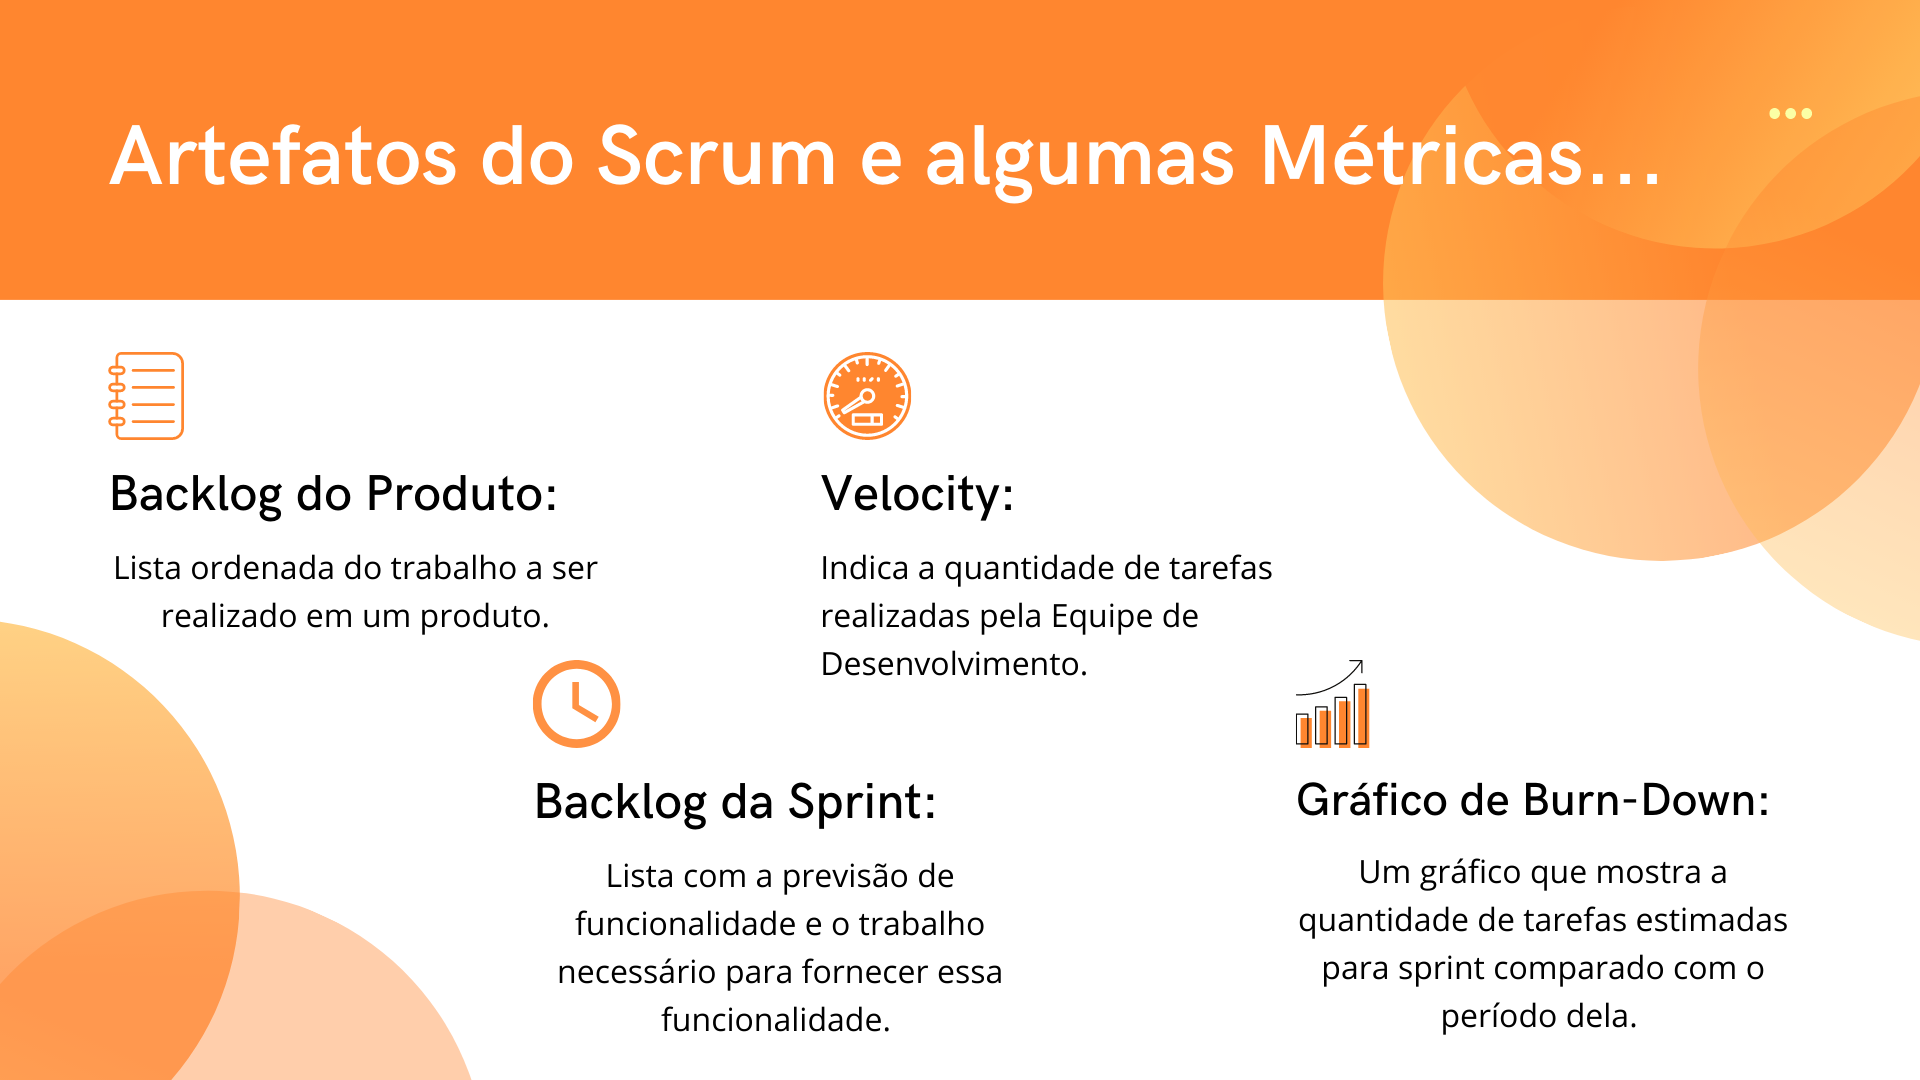 Artefatos do Scrum e algumas Métricas...
Backlog do Produto:
Lista ordenada do trabalho a ser
realizado em um produto.
Velocity:
Indica a quantidade de tarefas
realizadas pela Equipe de
Desenvolvimento.
Backlog da Sprint:
Lista com a previsão de
funcionalidade e o trabalho
necessário para fornecer essa
funcionalidade.
Gráfico de Burn-Down:
Um gráfico que mostra a
quantidade de tarefas estimadas
para sprint comparado com o
período dela.